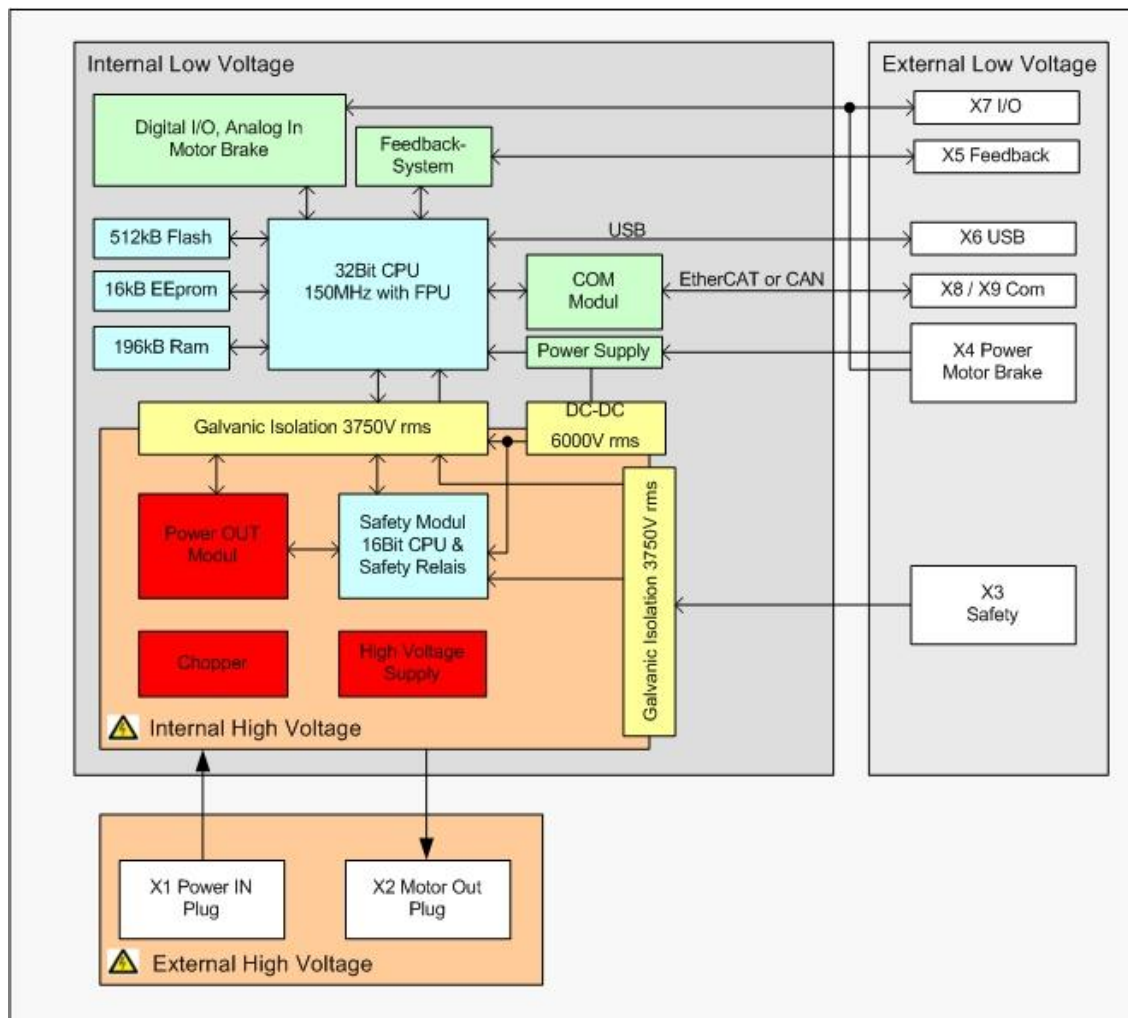 Internal Low Voltage
External Low Voltage
Digital I/O, Analog In
Motor Brake
Feedback-
System
X7 I/O
X5 Feedback
512kB Flash
16kB EEprom
196kB Ram
32Bit CPU
150MHz with FPU
USB
X6 USB
COM
Modul
EtherCAT or CAN
X8 / X9 Com
Power Supply
X4 Power
Motor Brake
Galvanic Isolation 3750V rms
DC-DC
6000V rms
Power OUT
Modul
Safety Modul
16Bit CPU &
Safety Relais
Galvanic Isolation 3750V rms
X3
Safety
Chopper
High Voltage
Supply
Internal High Voltage
X1 Power IN
Plug
X2 Motor Out
Plug
External High Voltage